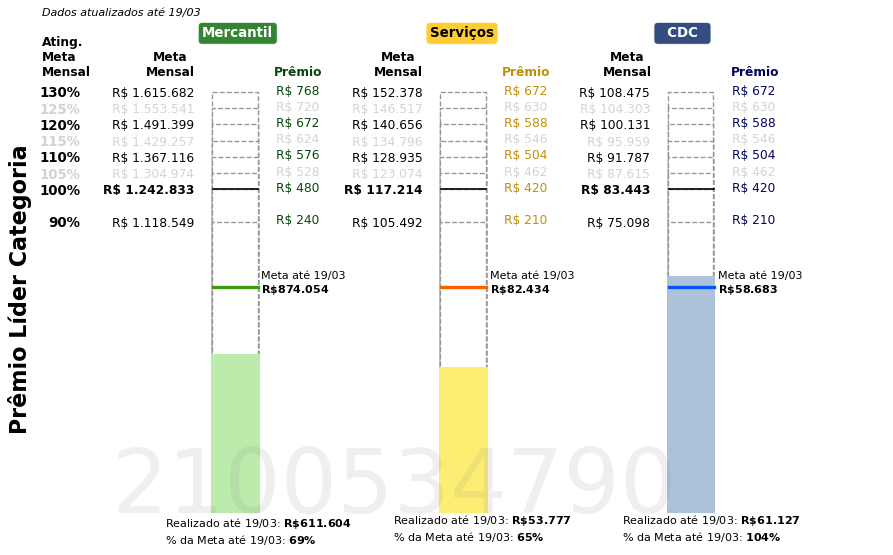 Dados atualizados até 19/03
Mercantil Serviços CDC
Ating. Meta Mensal
Meta Mensal Prêmio Meta Mensal Prêmio Meta Mensal Prêmio
130% R$ 1.615.682 R$ 768 R$ 152.378 R$ 672 R$ 108.475 R$ 672
125% R$ 1.553.541 R$ 720 R$ 146.517 R$ 630 R$ 104.303 R$ 630
120% R$ 1.491.399 R$ 672 R$ 140.656 R$ 588 R$ 100.131 R$ 588
115% R$ 1.429.257 R$ 624 R$ 134.796 R$ 546 R$ 95.959 R$ 546
110% R$ 1.367.116 R$ 576 R$ 128.935 R$ 504 R$ 91.787 R$ 504
105% R$ 1.304.974 R$ 528 R$ 123.074 R$ 462 R$ 87.615 R$ 462
100% R$ 1.242.833 R$ 480 R$ 117.214 R$ 420 R$ 83.443 R$ 420
90% R$ 1.118.549 R$ 240 R$ 105.492 R$ 210 R$ 75.098 R$ 210
Prêmio Líder Categoria
Meta até 19/03 Meta até 19/03 Meta até 19/03
R$874.054 R$82.434 R$58.683
2100534790
Realizado até 19/03: R$611.604 Realizado até 19/03: R$53.777 Realizado até 19/03: R$61.127
% da Meta até 19/03: 69% % da Meta até 19/03: 65% % da Meta até 19/03: 104%